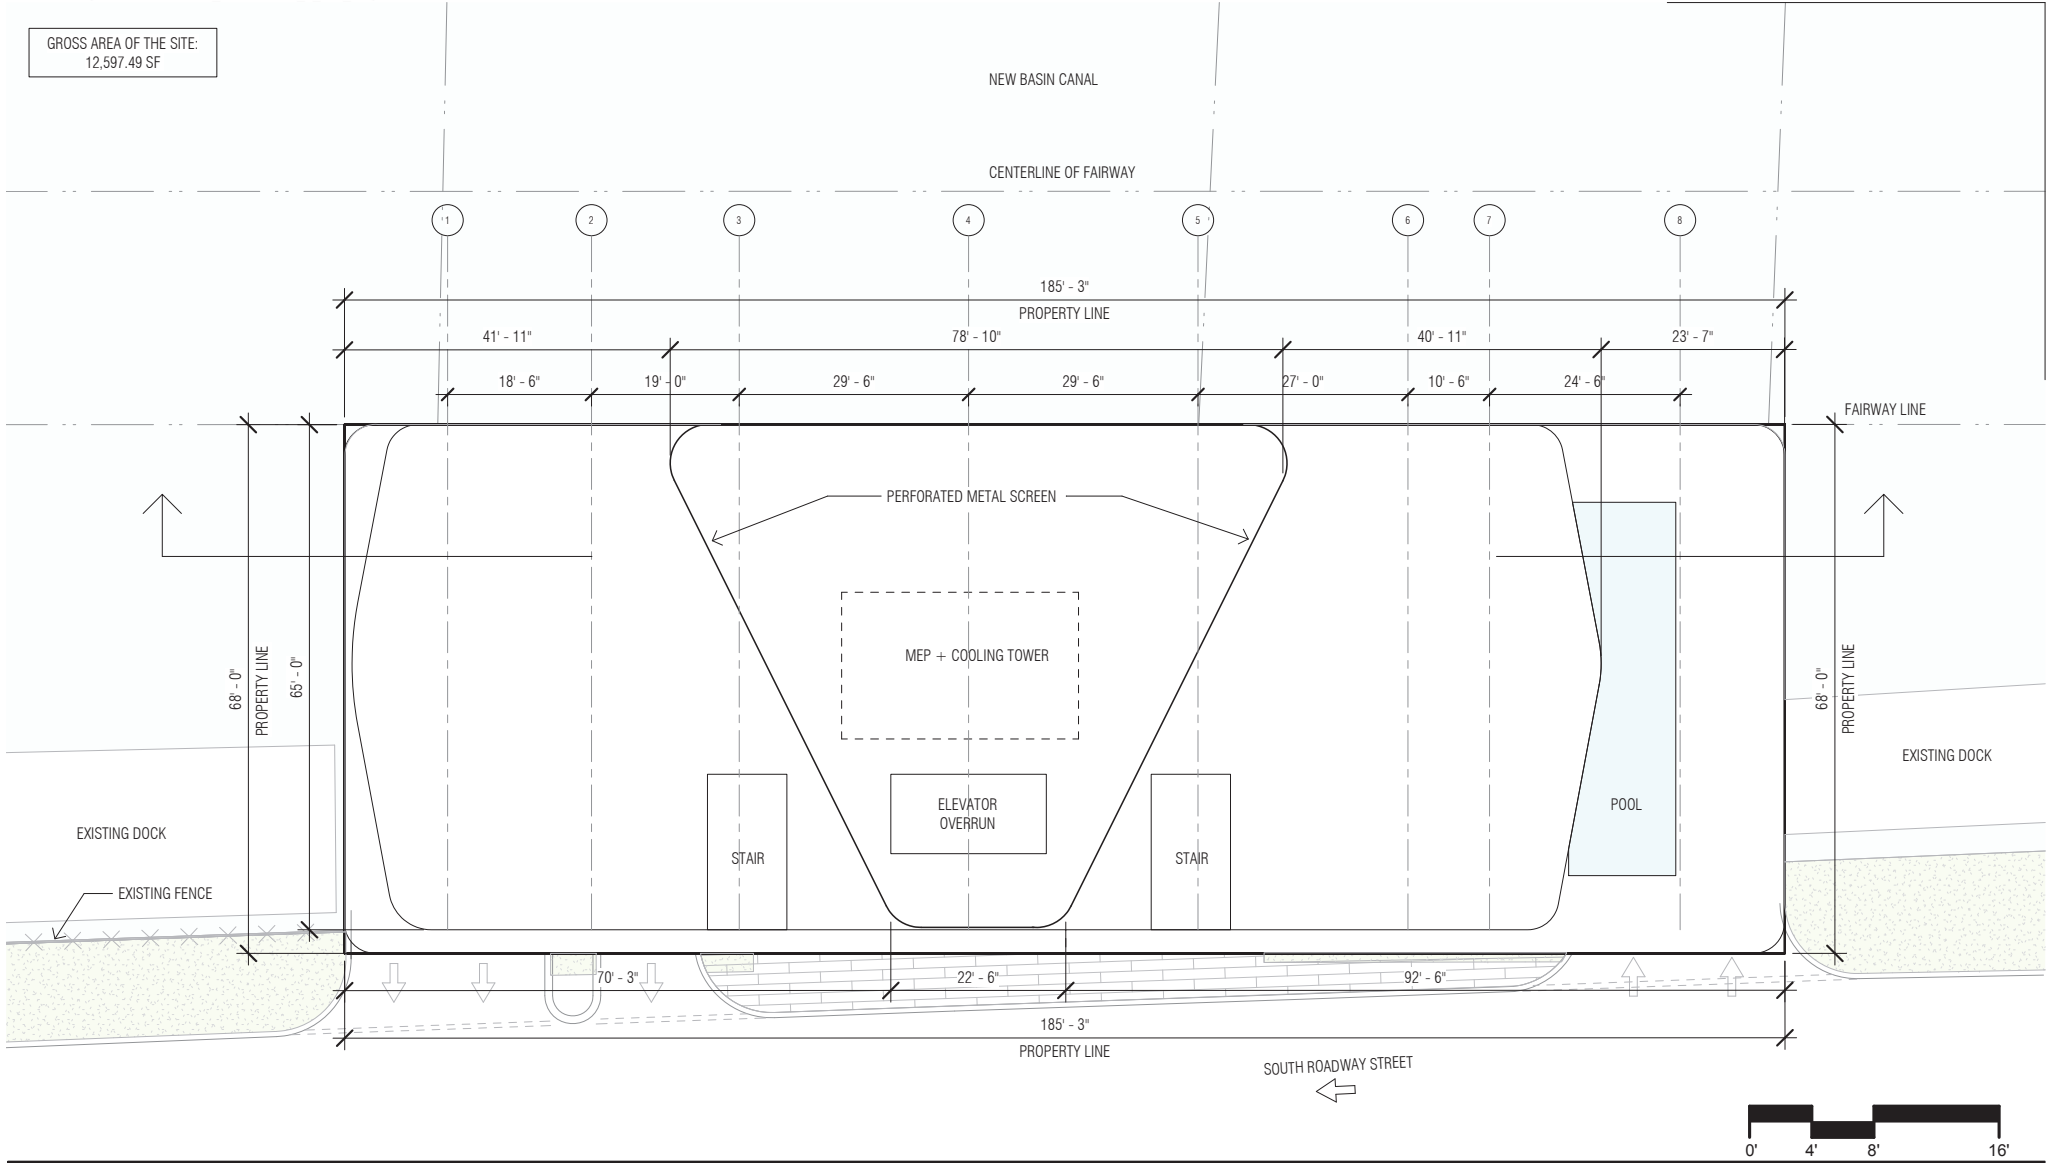 GROSS AREA OF THE SITE:
12,597.49 SF
NEW BASIN CANAL
CENTERLINE OF FAIRWAY
1
2
3
4
5
6
7
8
185' - 3"
PROPERTY LINE
41' - 11"
78' - 10"
40' - 11"
23' - 7"
18' - 6"
19' - 0"
29' - 6"
29' - 6"
27' - 0"
10' - 6"
24' - 6"
FAIRWAY LINE
PERFORATED METAL SCREEN
68' - 0"
PROPERTY LINE
65' - 0"
MEP + COOLING TOWER
68' - 0"
PROPERTY LINE
EXISTING DOCK
EXISTING DOCK
ELEVATOR
OVERRUN
POOL
STAIR
STAIR
EXISTING FENCE
70' - 3"
22' - 6"
92' - 6"
185' - 3"
PROPERTY LINE
SOUTH ROADWAY STREET
0'
4'
8'
16'